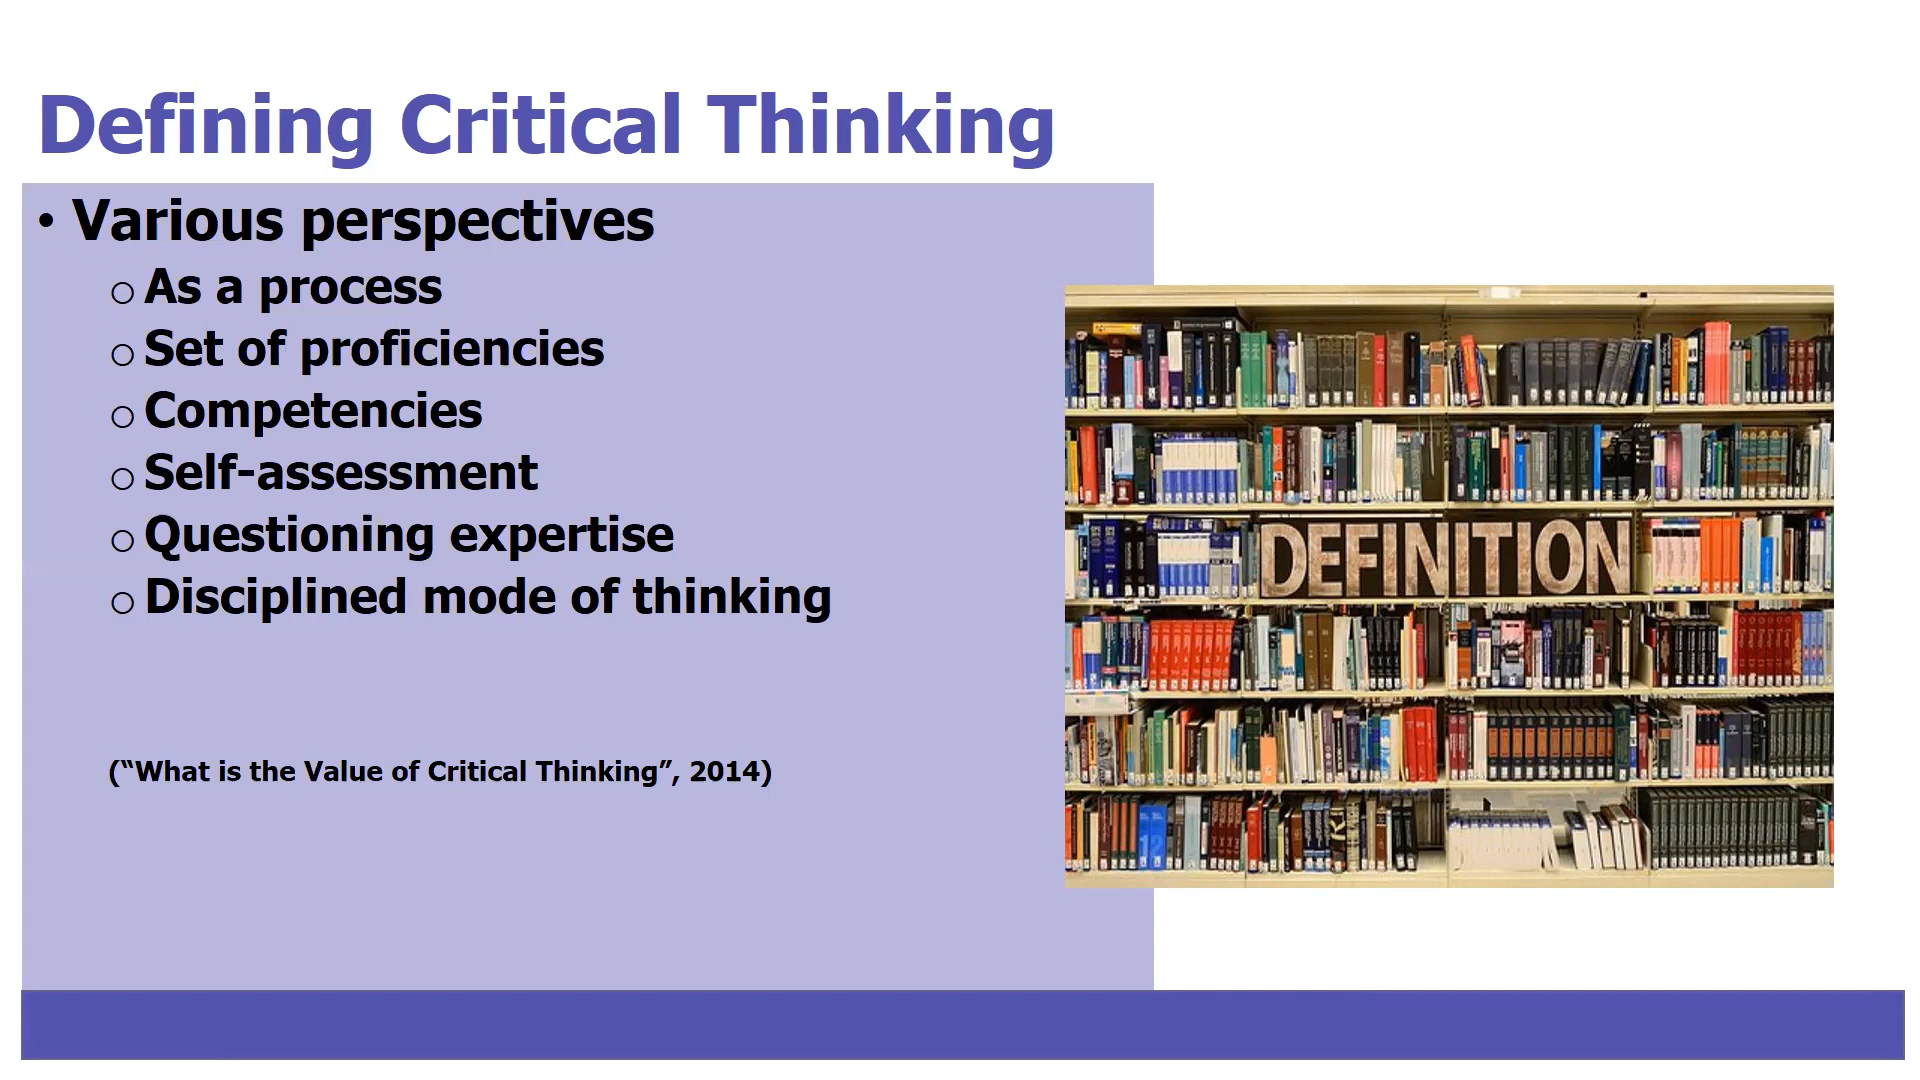 Defining Critical Thinking
• Various perspectives
o As a process
o Set of proficiencies
o Competencies
o Self-assessment
o Questioning expertise
o Disciplined mode of thinking
(“What is the Value of Critical Thinking”, 2014)
DEFINITION